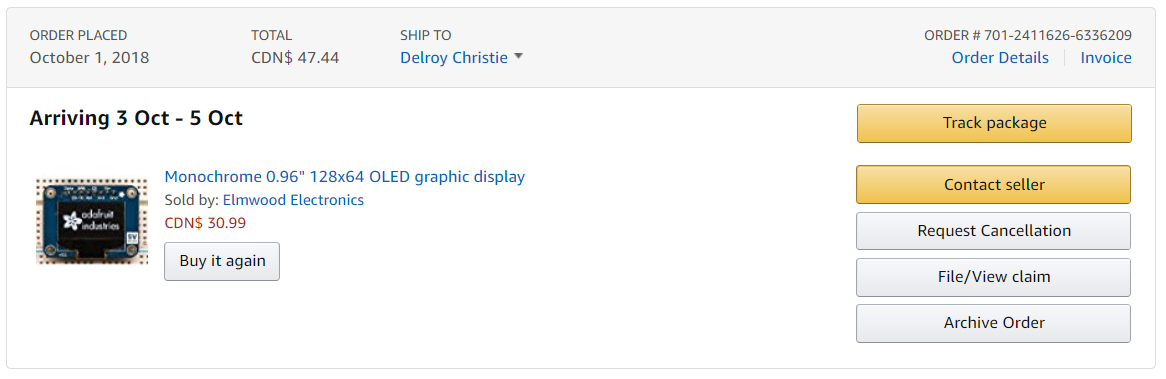 ORDER PLACED
October 1, 2018
TOTAL
CDN$ 47.44
SHIP TO
Delroy Christie
ORDER # 701-2411626-6336209
Order Details
Invoice
Arriving 3 Oct - 5 Oct
Track package
adafruit
industries
Monochrome 0.96" 128x64 OLED graphic display
Sold by: Elmwood Electronics
CDN$ 30.99
Buy it again
Contact seller
Request Cancellation
File/View claim
Archive Order